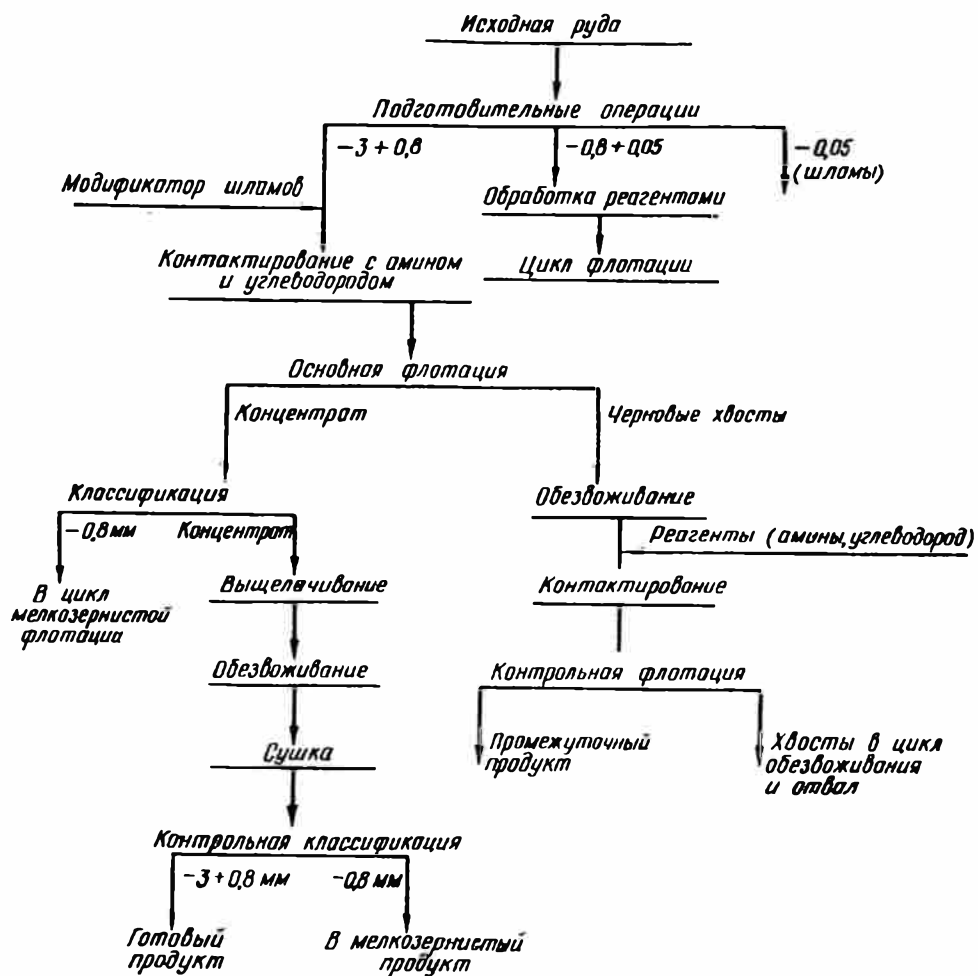 Исходная руда
Подготовительные операции
−3+0,8
−0,8+0,05
−0,05
(шламы)
Модификатор шламов
Обработка реагентами
Контактирование с амином
и углеводородом
Цикл флотации
Основная флотация
Концентрат
Черновые хвосты
Классификация
Обезвоживание
−0,8мм
Концентрат
Реагенты (амины, углеводород)
В цикл
мелкозернистой
флотации
Выщелачивание
Контактирование
Обезвоживание
Контрольная флотация
Сушка
Промежуточный
продукт
Хвосты в цикл
обезвоживания
и отвал
Контрольная классификация
−3+0,8 мм
−0,8 мм
Готовый
продукт
В мелкозернистый
продукт